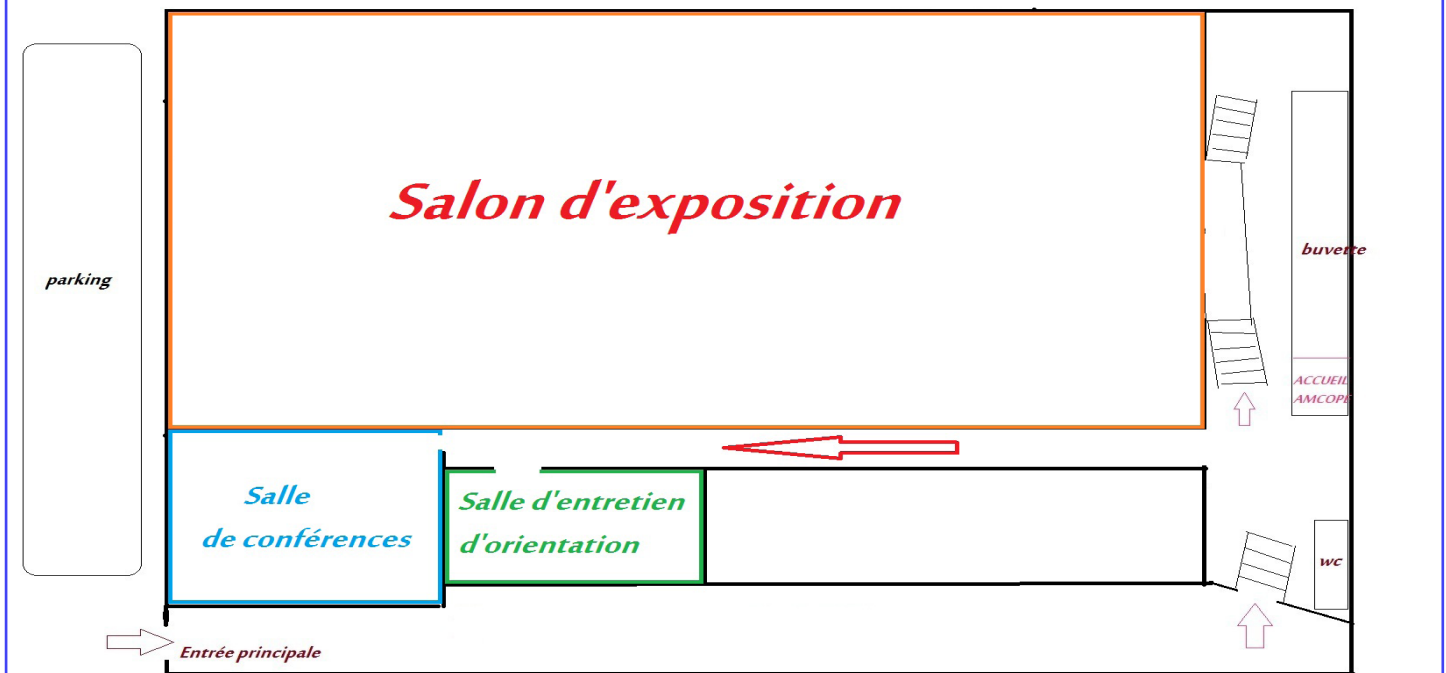 Salon d'exposition
parking
buvette
ACCUEIL
AMCOPE
Salle
de conférences
Salle d'entretien
d'orientation
wc
Entrée principale